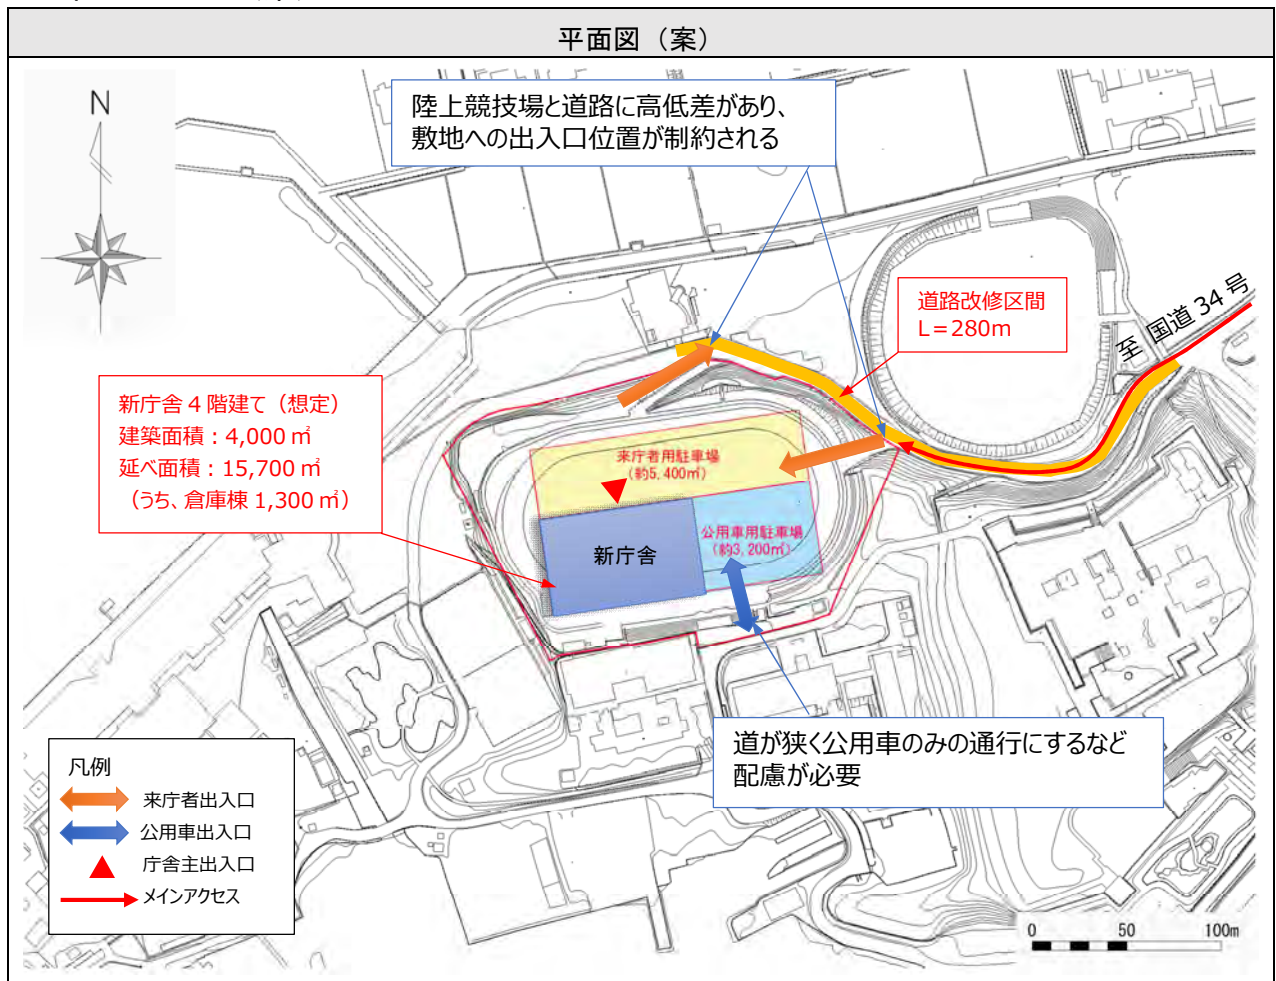 平面図（案）
N
陸上競技場と道路に高低差があり、
敷地への出入口位置が制約される
道路改修区間
L＝280m
至 国道 34 号
新庁舎 4 階建て（想定）
建築面積：4,000 ㎡
延べ面積：15,700 ㎡
（うち、倉庫棟 1,300 ㎡）
来庁者用駐車場
(約5,400㎡)
公用車用駐車場
(約3,200㎡)
新庁舎
道が狭く公用車のみの通行にするなど
配慮が必要
凡例
来庁者出入口
公用車出入口
庁舎主出入口
メインアクセス
0 50 100m